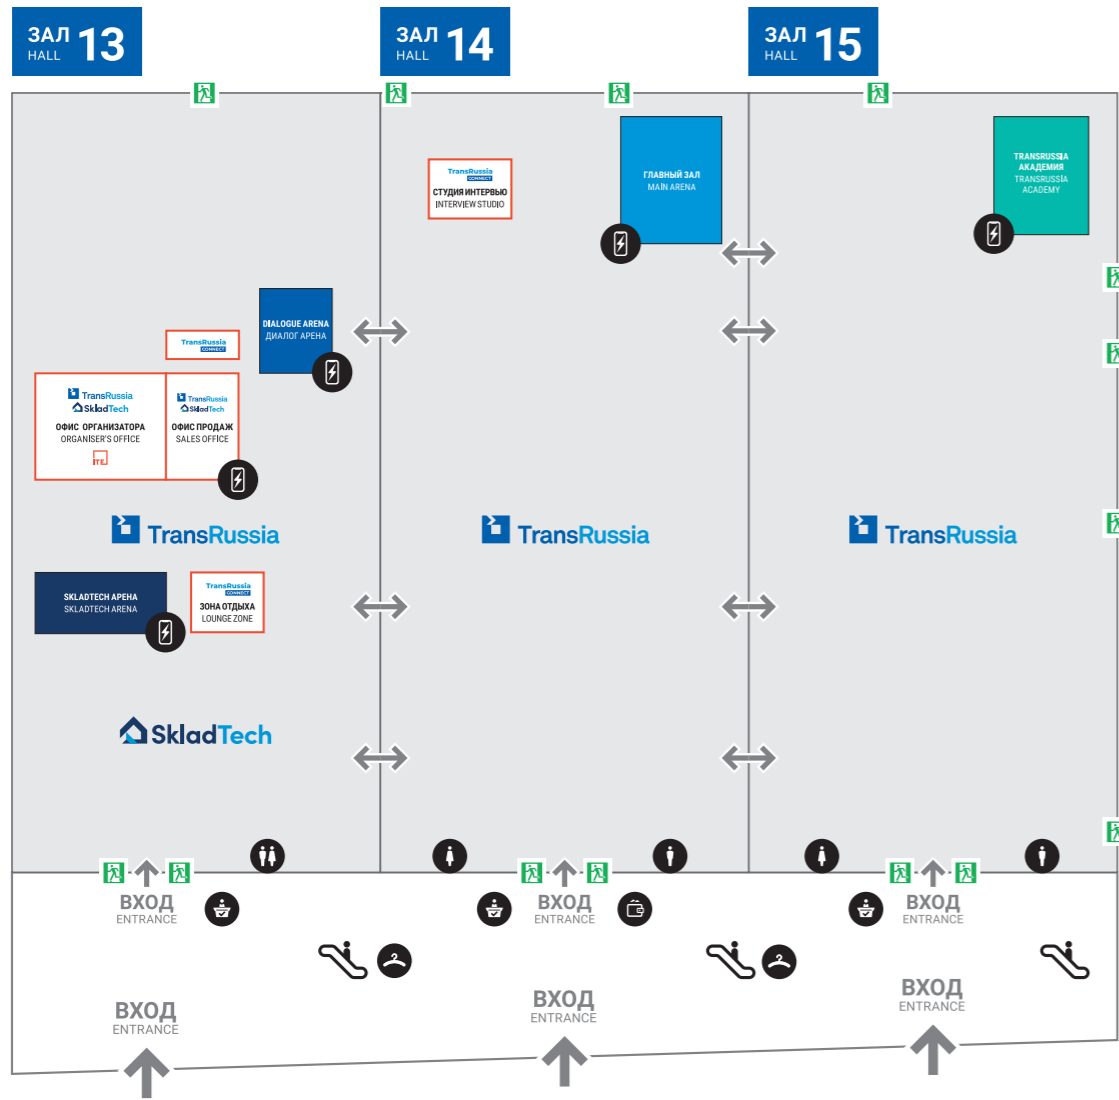 ЗАЛ
HALL
13
ЗАЛ
HALL
14
ЗАЛ
HALL
15
TransRussia
CONNECT
СТУДИЯ ИНТЕРВЬЮ
INTERVIEW STUDIO
ГЛАВНЫЙ ЗАЛ
MAIN ARENA
TRANSRUSSIA
АКАДЕМИЯ
TRANSRUSSIA
ACADEMY
DIALOGUE ARENA
ДИАЛОГ АРЕНА
TransRussia
CONNECT
TransRussia
SkladTech
ОФИС ОРГАНИЗАТОРА
ORGANISER'S OFFICE
ITE
TransRussia
SkladTech
ОФИС ПРОДАЖ
SALES OFFICE
TransRussia
TransRussia
TransRussia
SKLADTECH АРЕНА
SKLADTECH ARENA
TransRussia
CONNECT
ЗОНА ОТДЫХА
LOUNGE ZONE
SkladTech
ВХОД
ENTRANCE
ВХОД
ENTRANCE
ВХОД
ENTRANCE
ВХОД
ENTRANCE
ВХОД
ENTRANCE
ВХОД
ENTRANCE